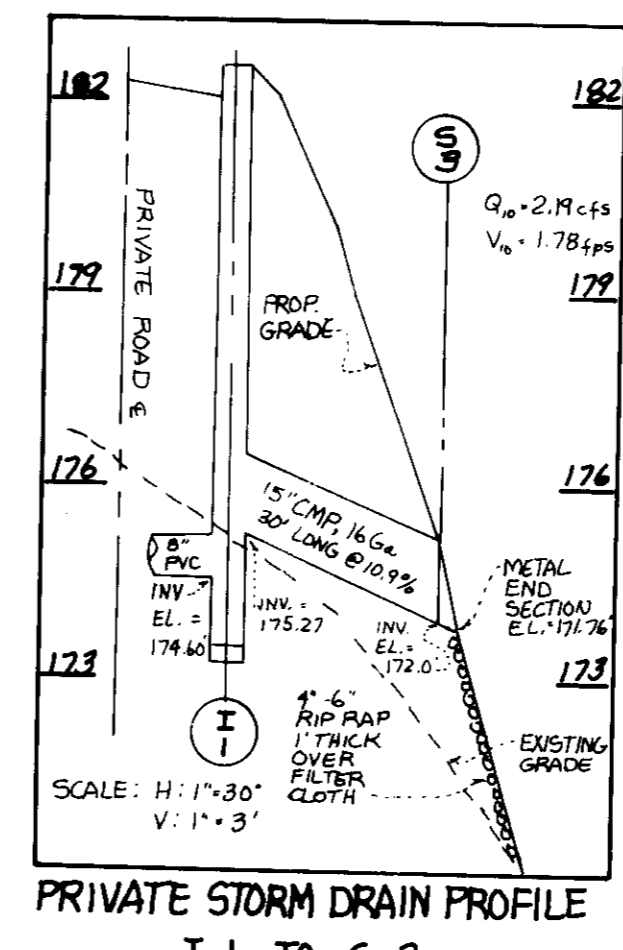 182
182
S
3
Q10 = 2.19 cfs
V10 = 1.78 fps
PRIVATE ROAD ℄
179
179
PROP.
GRADE
176
176
15" CMP, 16 Ga
30' LONG @ 10.9%
8"
PVC
INV
EL. =
174.60'
INV. =
175.27
INV.
EL. =
172.0
METAL
END
SECTION
EL. = 171.76'
173
173
4"-6"
RIP RAP
1' THICK
OVER
FILTER
CLOTH
EXISTING
GRADE
I
1
SCALE: H: 1"=30'
V: 1"=3'
PRIVATE STORM DRAIN PROFILE